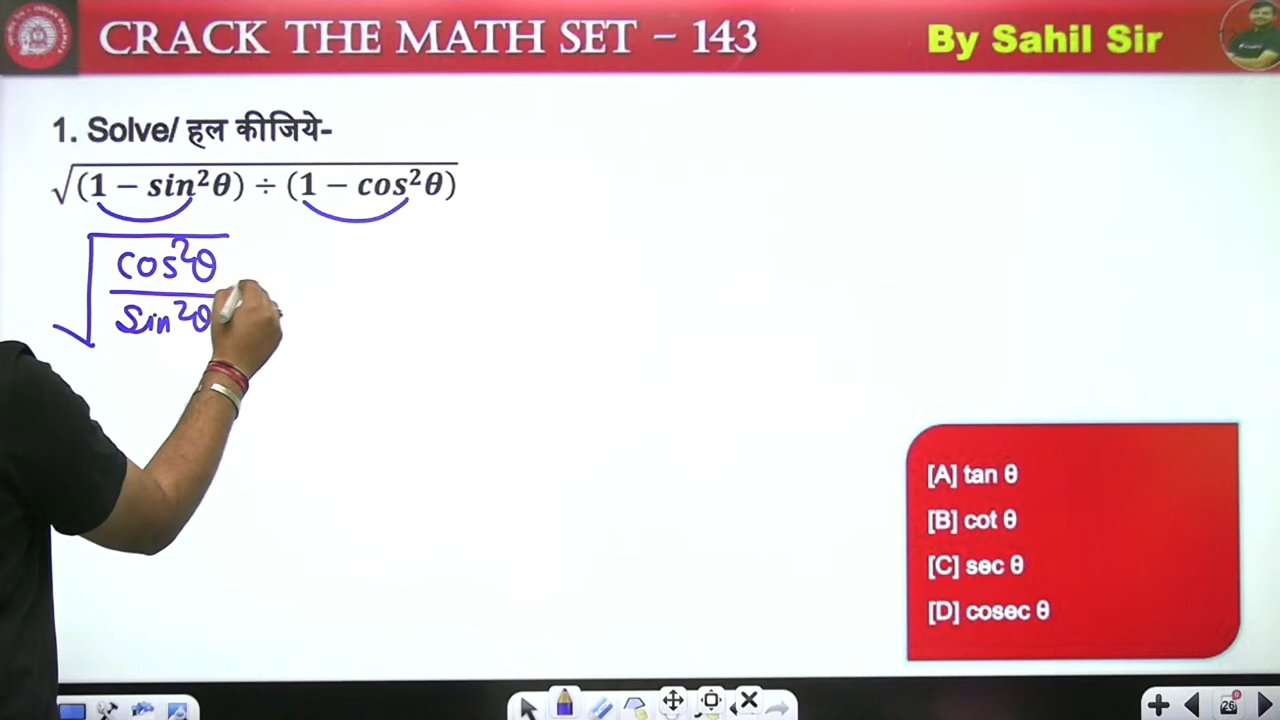 CRACK THE MATH SET – 143
By Sahil Sir
1. Solve/ हल कीजिये-
√(1 − sin²θ) ÷ (1 − cos²θ)
√cos²θ
sin²θ
[A] tan θ
[B] cot θ
[C] sec θ
[D] cosec θ
26